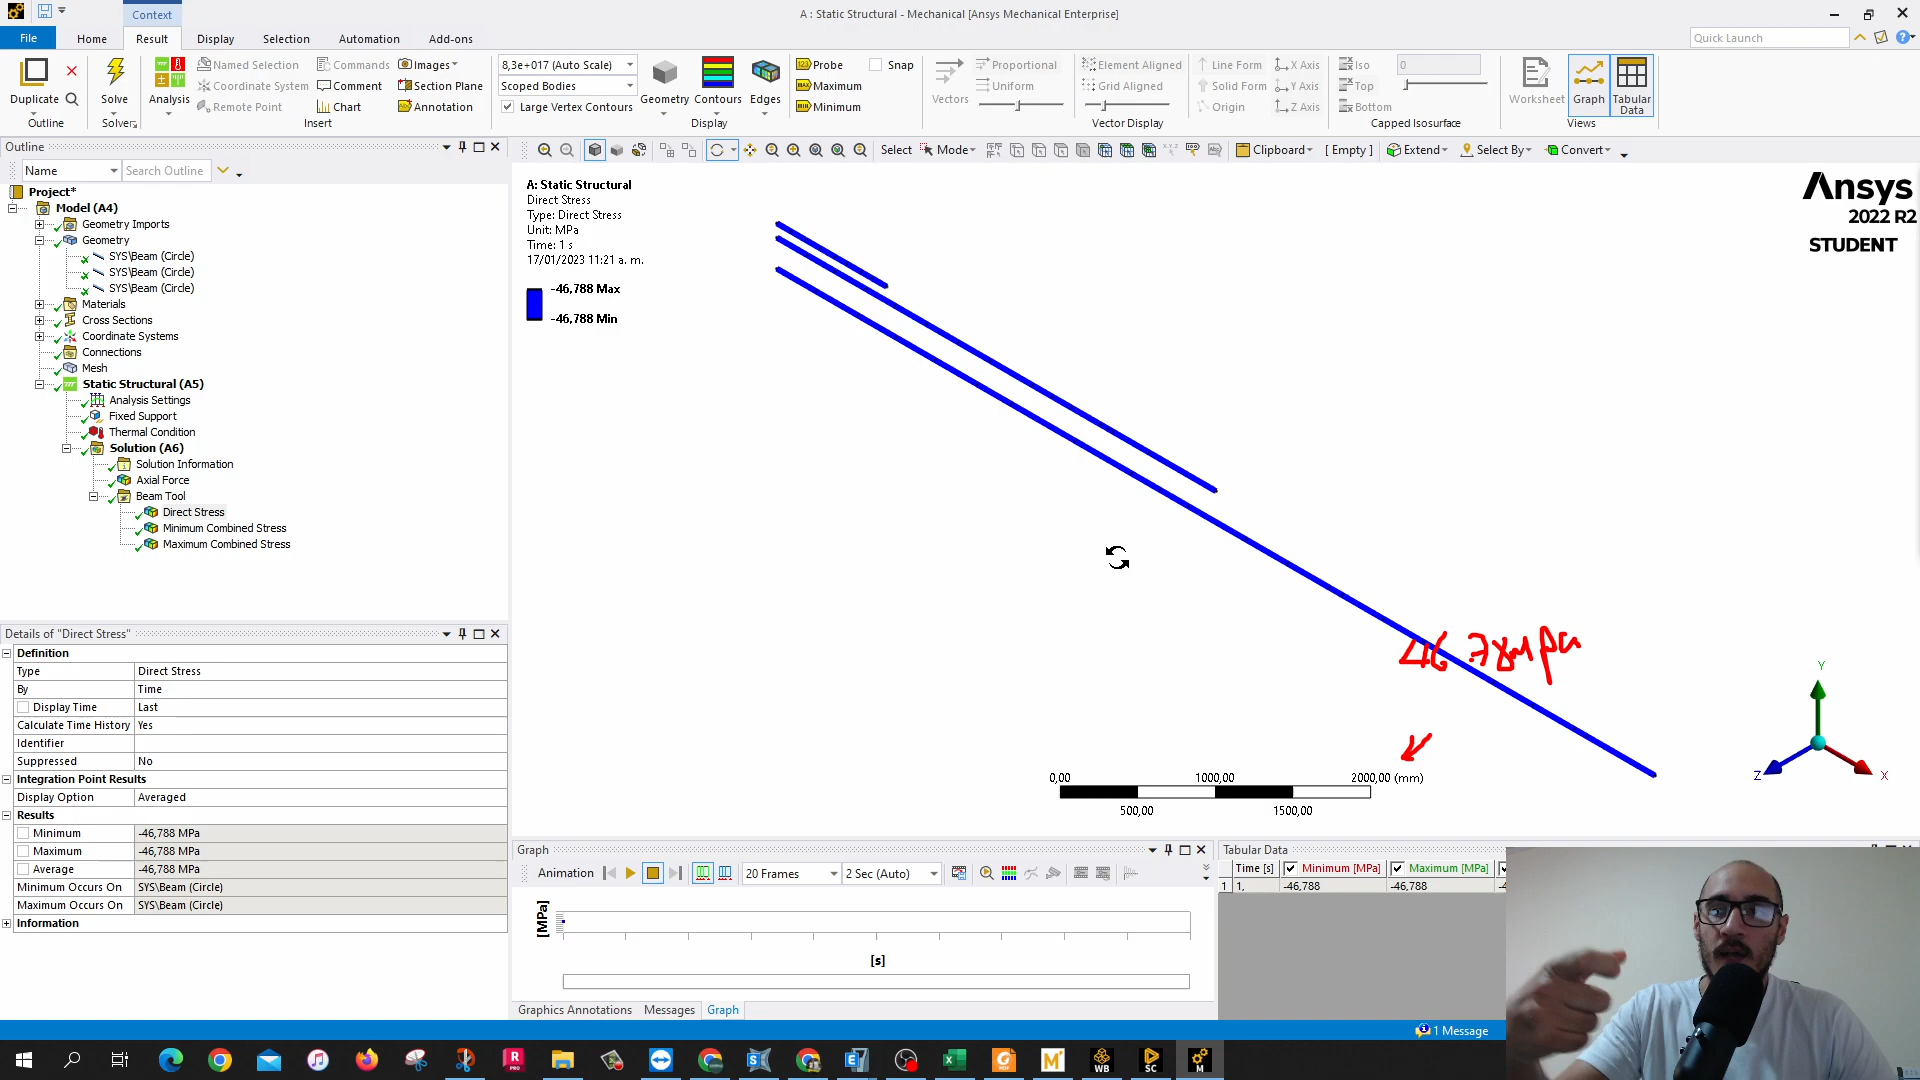 Context
A : Static Structural - Mechanical [Ansys Mechanical Enterprise]
File Home Result Display Selection Automation Add-ons
Quick Launch
Duplicate
Outline
Solve
Solver
Analysis
Named Selection
Coordinate System
Remote Point
Commands
Comment
Chart
Images
Section Plane
Annotation
Insert
8,3e+017 (Auto Scale)
Scoped Bodies
Large Vertex Contours
Geometry
Contours
Edges
Display
Probe
Maximum
Minimum
Snap
Vectors
Proportional
Uniform
Element Aligned
Grid Aligned
Line Form
Solid Form
Origin
X Axis
Y Axis
Z Axis
Vector Display
Iso
Top
Bottom
0
Capped Isosurface
Worksheet
Graph
Tabular
Data
Views
Outline
Name
Search Outline
Project*
Model (A4)
Geometry Imports
Geometry
SYS\Beam (Circle)
SYS\Beam (Circle)
SYS\Beam (Circle)
Materials
Cross Sections
Coordinate Systems
Connections
Mesh
Static Structural (A5)
Analysis Settings
Fixed Support
Thermal Condition
Solution (A6)
Solution Information
Axial Force
Beam Tool
Direct Stress
Minimum Combined Stress
Maximum Combined Stress
Select Mode Clipboard [ Empty ] Extend Select By Convert
A: Static Structural
Direct Stress
Type: Direct Stress
Unit: MPa
Time: 1 s
17/01/2023 11:21 a. m.
-46,788 Max
-46,788 Min
Ansys
2022 R2
STUDENT
46.78MPa
0,00 1000,00 2000,00 (mm)
500,00 1500,00
Y
Z
X
Details of "Direct Stress"
Definition
Type Direct Stress
By Time
Display Time Last
Calculate Time History Yes
Identifier
Suppressed No
Integration Point Results
Display Option Averaged
Results
Minimum -46,788 MPa
Maximum -46,788 MPa
Average -46,788 MPa
Minimum Occurs On SYS\Beam (Circle)
Maximum Occurs On SYS\Beam (Circle)
Information
Graph
Animation 20 Frames 2 Sec (Auto)
[MPa]
[s]
Graphics Annotations Messages Graph
Tabular Data
Time [s] Minimum [MPa] Maximum [MPa]
1 1, -46,788 -46,788
1 Message
R
PRO
WB
SC
M